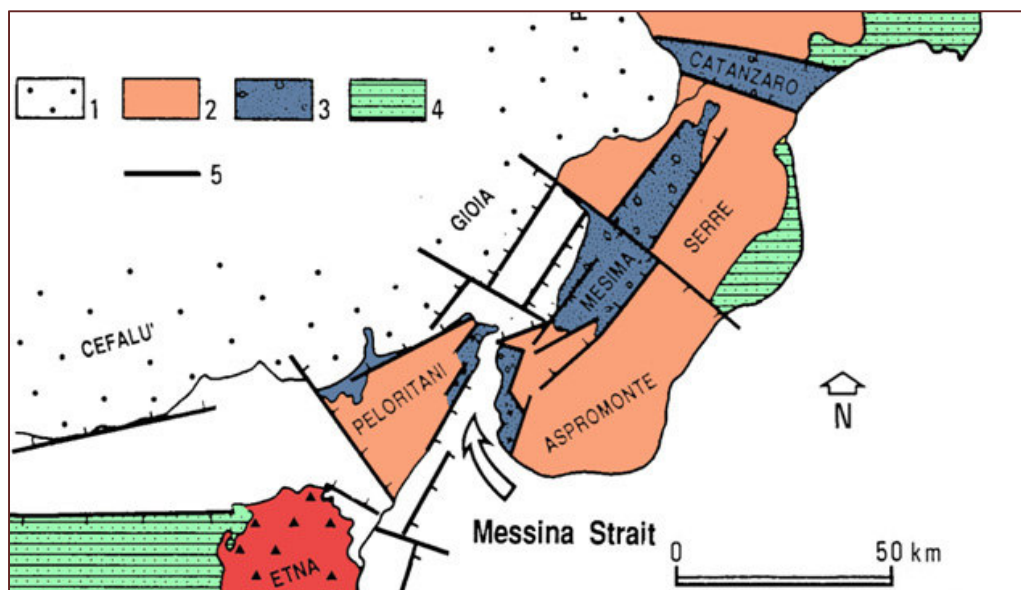 P
CATANZARO
1
2
3
4
5
GIOIA
SERRE
MESIMA
CEFALU'
PELORITANI
ASPROMONTE
N
Messina Strait
0
50 km
ETNA